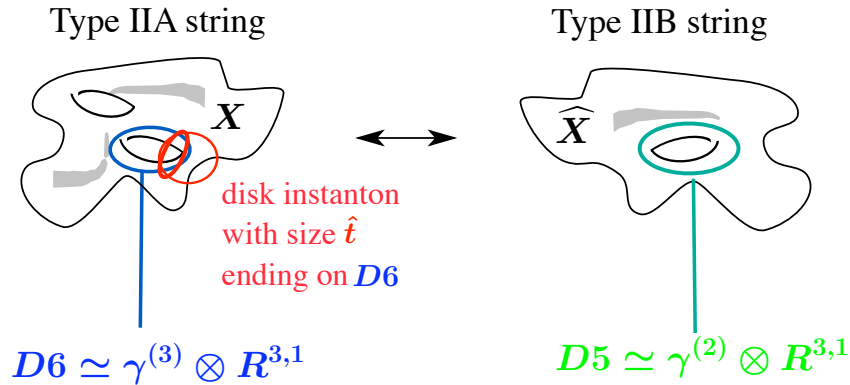 Type IIA string
Type IIB string
X
X̂
disk instanton
with size t̂
ending on D6
D6 ≃ γ⁽³⁾ ⊗ R³,¹
D5 ≃ γ⁽²⁾ ⊗ R³,¹